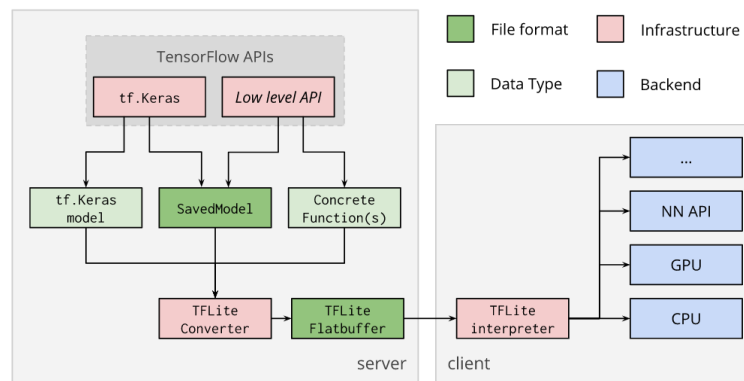 TensorFlow APIs
tf.Keras
Low level API
tf.Keras
model
SavedModel
Concrete
Function(s)
TFLite
Converter
TFLite
Flatbuffer
server
File format
Infrastructure
Data Type
Backend
TFLite
interpreter
...
NN API
GPU
CPU
client